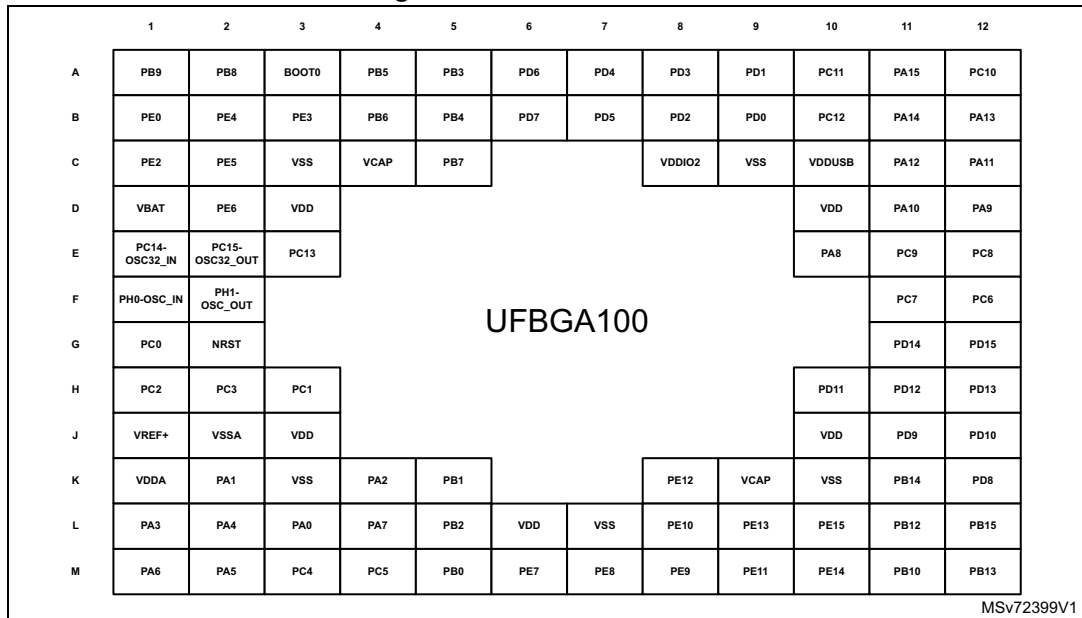 1 2 3 4 5 6 7 8 9 10 11 12
A PB9 PB8 BOOT0 PB5 PB3 PD6 PD4 PD3 PD1 PC11 PA15 PC10
B PE0 PE4 PE3 PB6 PB4 PD7 PD5 PD2 PD0 PC12 PA14 PA13
C PE2 PE5 VSS VCAP PB7 VDDIO2 VSS VDDUSB PA12 PA11
D VBAT PE6 VDD VDD PA10 PA9
E PC14-OSC32_IN PC15-OSC32_OUT PC13 PA8 PC9 PC8
F PH0-OSC_IN PH1-OSC_OUT PC7 PC6
UFBGA100
G PC0 NRST PD14 PD15
H PC2 PC3 PC1 PD11 PD12 PD13
J VREF+ VSSA VDD VDD PD9 PD10
K VDDA PA1 VSS PA2 PB1 PE12 VCAP VSS PB14 PD8
L PA3 PA4 PA0 PA7 PB2 VDD VSS PE10 PE13 PE15 PB12 PB15
M PA6 PA5 PC4 PC5 PB0 PE7 PE8 PE9 PE11 PE14 PB10 PB13
MSv72399V1